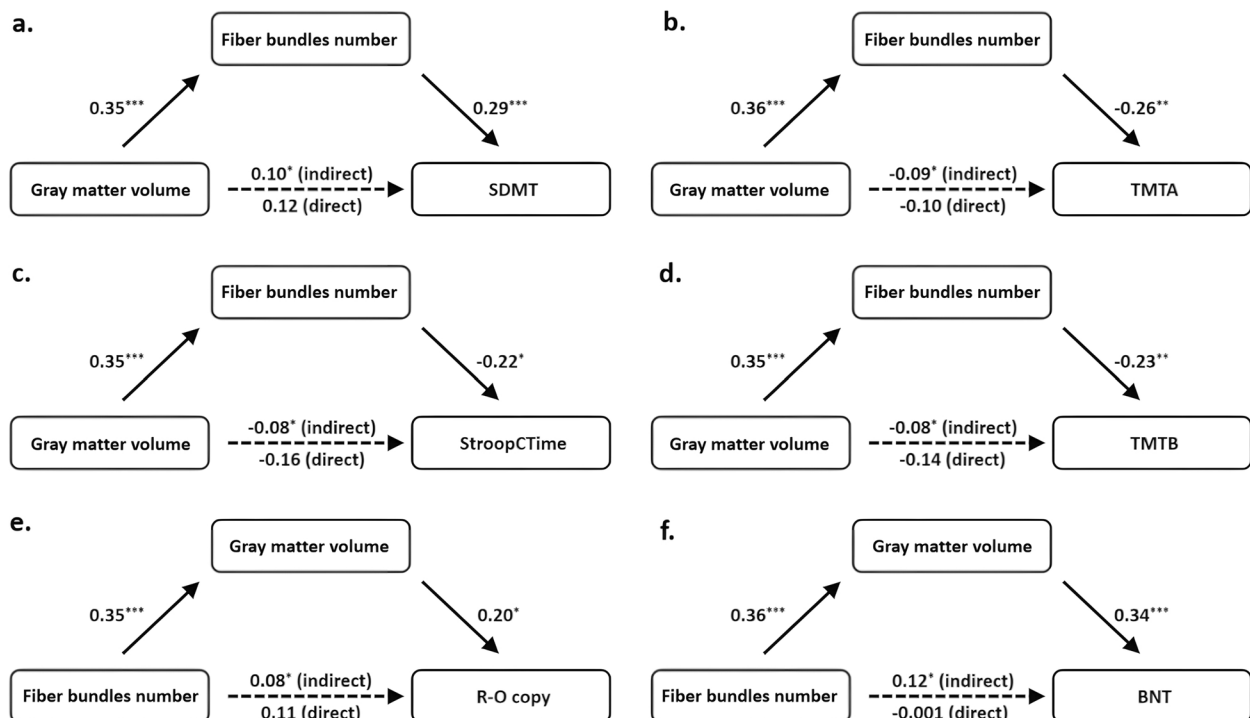 a.
Fiber bundles number
0.35***
0.29***
Gray matter volume
0.10* (indirect)
0.12 (direct)
SDMT
b.
Fiber bundles number
0.36***
-0.26**
Gray matter volume
-0.09* (indirect)
-0.10 (direct)
TMTA
c.
Fiber bundles number
0.35***
-0.22*
Gray matter volume
-0.08* (indirect)
-0.16 (direct)
StroopCTime
d.
Fiber bundles number
0.35***
-0.23**
Gray matter volume
-0.08* (indirect)
-0.14 (direct)
TMTB
e.
Gray matter volume
0.35***
0.20*
Fiber bundles number
0.08* (indirect)
0.11 (direct)
R-O copy
f.
Gray matter volume
0.36***
0.34***
Fiber bundles number
0.12* (indirect)
-0.001 (direct)
BNT